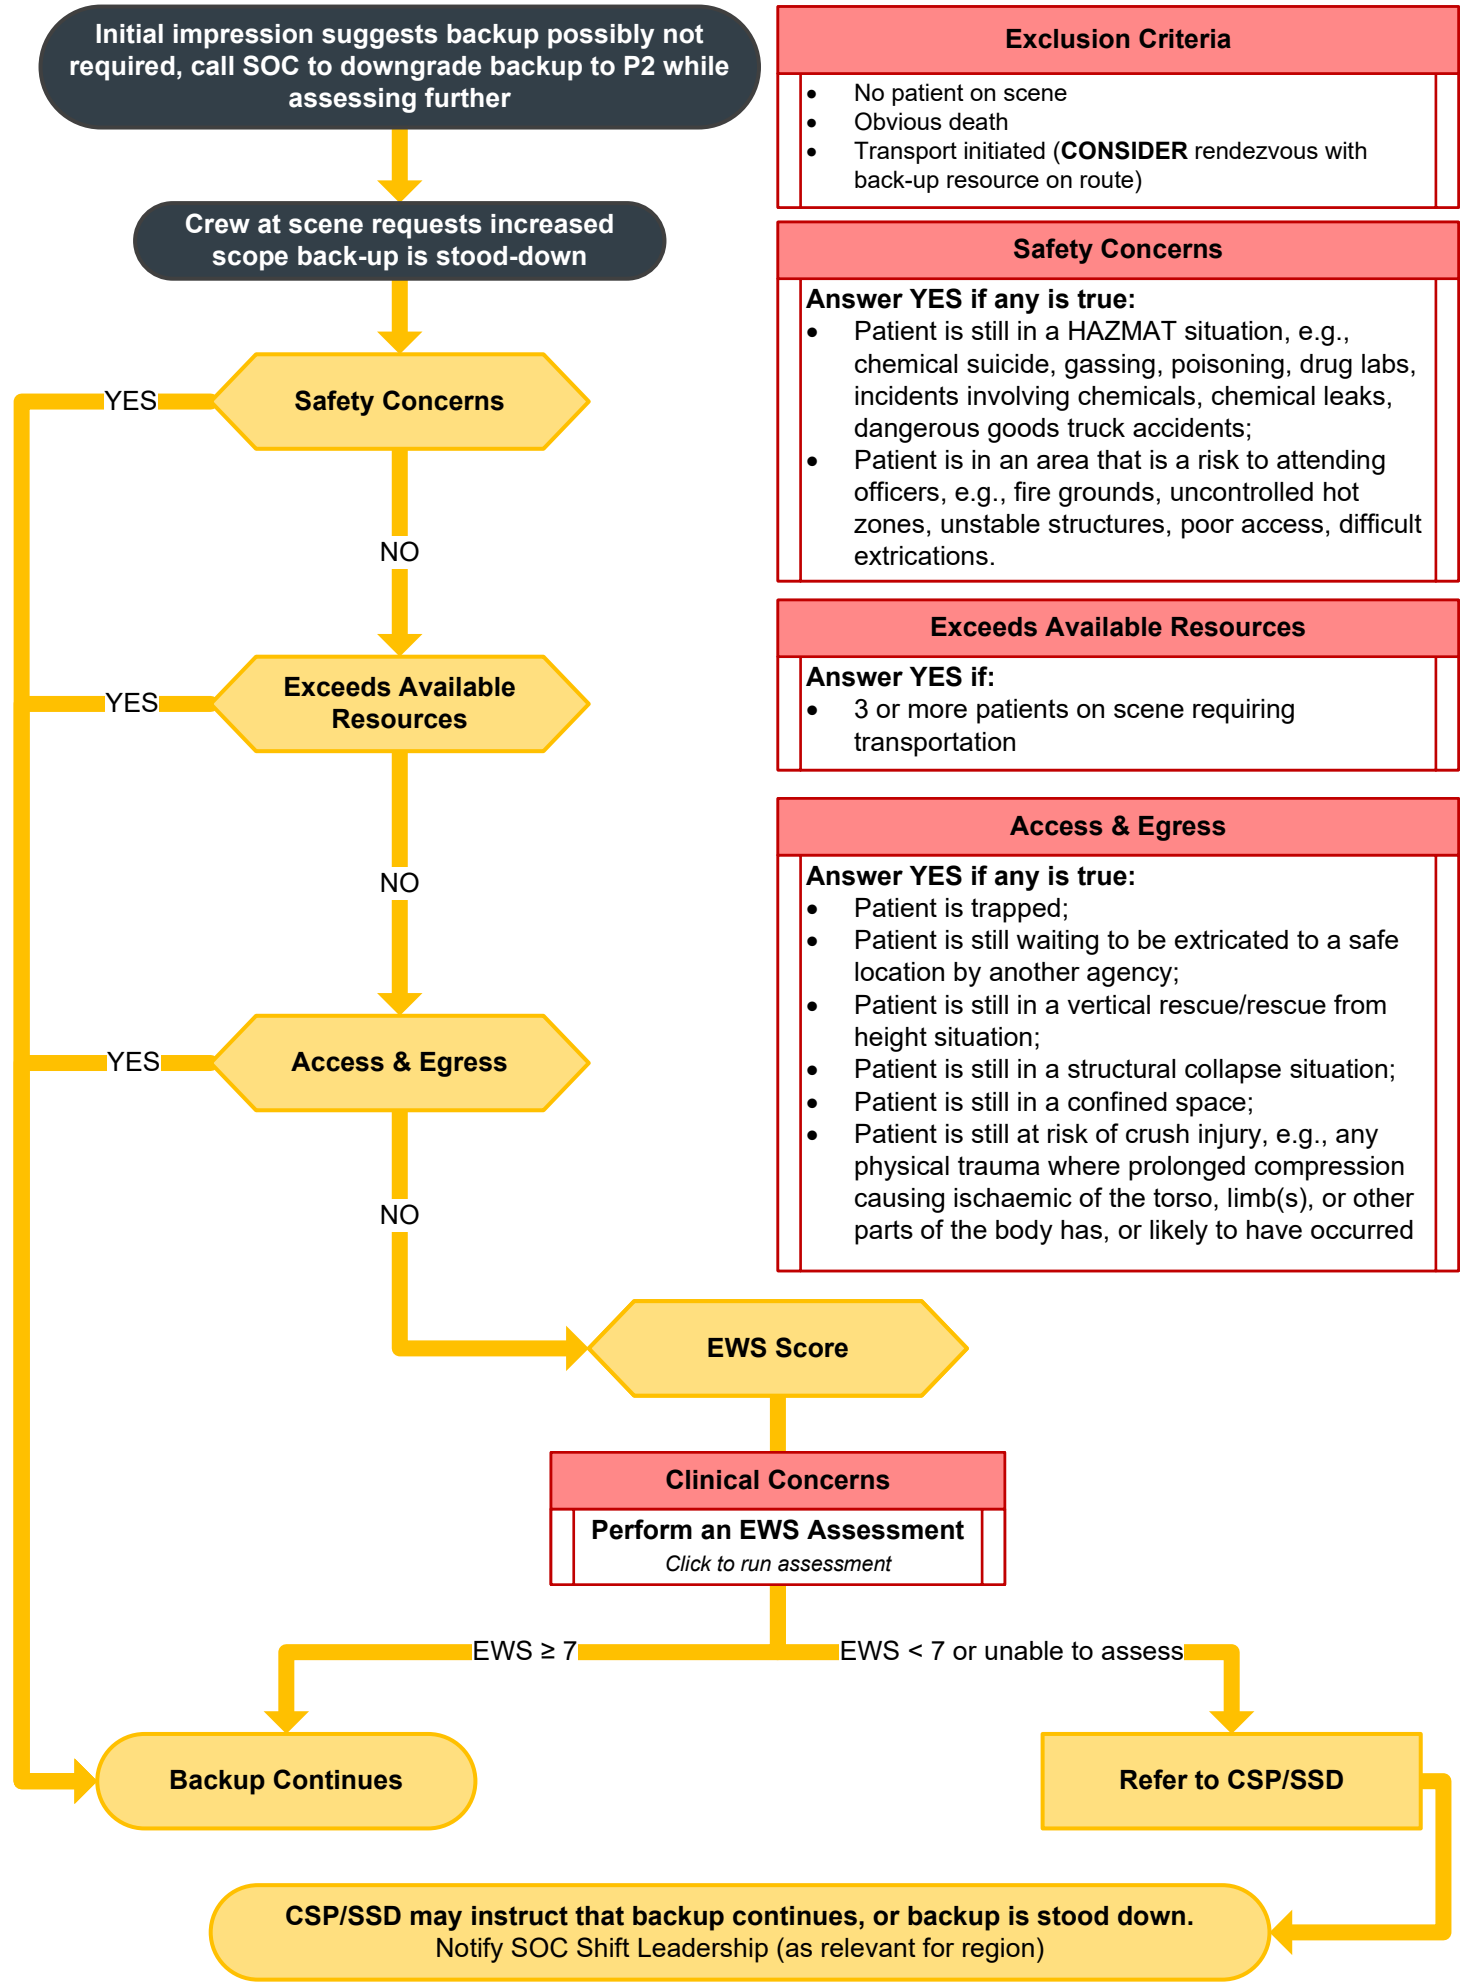 Initial impression suggests backup possibly not
required, call SOC to downgrade backup to P2 while
assessing further
Crew at scene requests increased
scope back-up is stood-down
Safety Concerns
YES
NO
Exceeds Available
Resources
YES
NO
Access & Egress
YES
NO
Exclusion Criteria
• No patient on scene
• Obvious death
• Transport initiated (CONSIDER rendezvous with
back-up resource on route)
Safety Concerns
Answer YES if any is true:
• Patient is still in a HAZMAT situation, e.g.,
chemical suicide, gassing, poisoning, drug labs,
incidents involving chemicals, chemical leaks,
dangerous goods truck accidents;
• Patient is in an area that is a risk to attending
officers, e.g., fire grounds, uncontrolled hot
zones, unstable structures, poor access, difficult
extrications.
Exceeds Available Resources
Answer YES if:
• 3 or more patients on scene requiring
transportation
Access & Egress
Answer YES if any is true:
• Patient is trapped;
• Patient is still waiting to be extricated to a safe
location by another agency;
• Patient is still in a vertical rescue/rescue from
height situation;
• Patient is still in a structural collapse situation;
• Patient is still in a confined space;
• Patient is still at risk of crush injury, e.g., any
physical trauma where prolonged compression
causing ischaemic of the torso, limb(s), or other
parts of the body has, or likely to have occurred
EWS Score
Clinical Concerns
Perform an EWS Assessment
Click to run assessment
EWS ≥ 7
EWS < 7 or unable to assess
Backup Continues
Refer to CSP/SSD
CSP/SSD may instruct that backup continues, or backup is stood down.
Notify SOC Shift Leadership (as relevant for region)